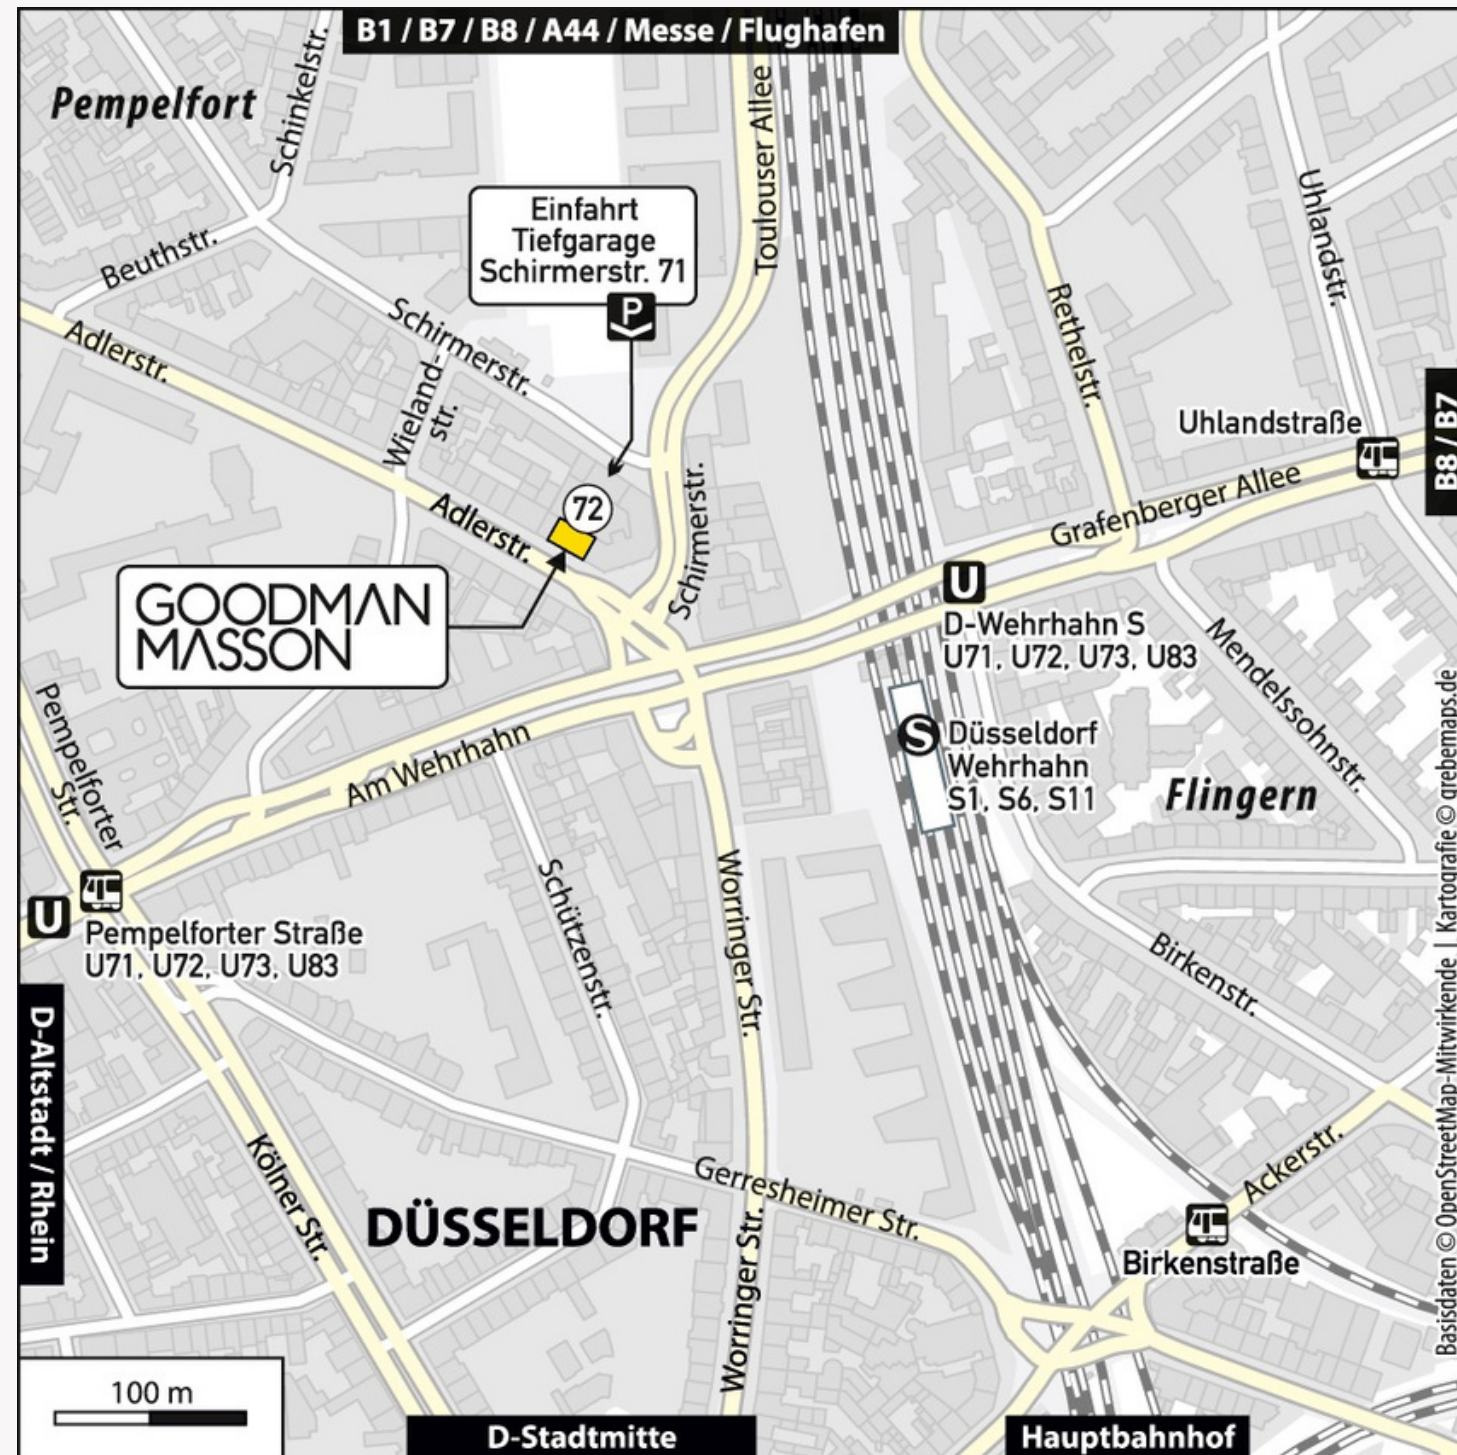 B1 / B7 / B8 / A44 / Messe / Flughafen
Pempelfort
Schinkelstr.
Toulouser Allee
Einfahrt
Tiefgarage
Schirmerstr. 71
P
Uhlandstr.
Beuthstr.
Schirmerstr.
Rethelstr.
Adlerstr.
Wieland-
str.
Uhlandstraße
B8 / B7
Grafenberger Allee
Adlerstr.
72
Schirmerstr.
GOODMAN
MASSON
U
D-Wehrhahn S
U71, U72, U73, U83
Mendelssohnstr.
Pempelforter
Str.
Am Wehrhahn
S
Düsseldorf
Wehrhahn
S1, S6, S11
Flingern
Schützenstr.
Worringer Str.
U
Pempelforter Straße
U71, U72, U73, U83
Birkenstr.
D-Altstadt / Rhein
Kölner Str.
DÜSSELDORF
Gerresheimer Str.
Ackerstr.
Birkenstraße
Worringer Str.
100 m
D-Stadtmitte
Hauptbahnhof
Basisdaten © OpenStreetMap-Mitwirkende | Kartografie © grebemaps.de